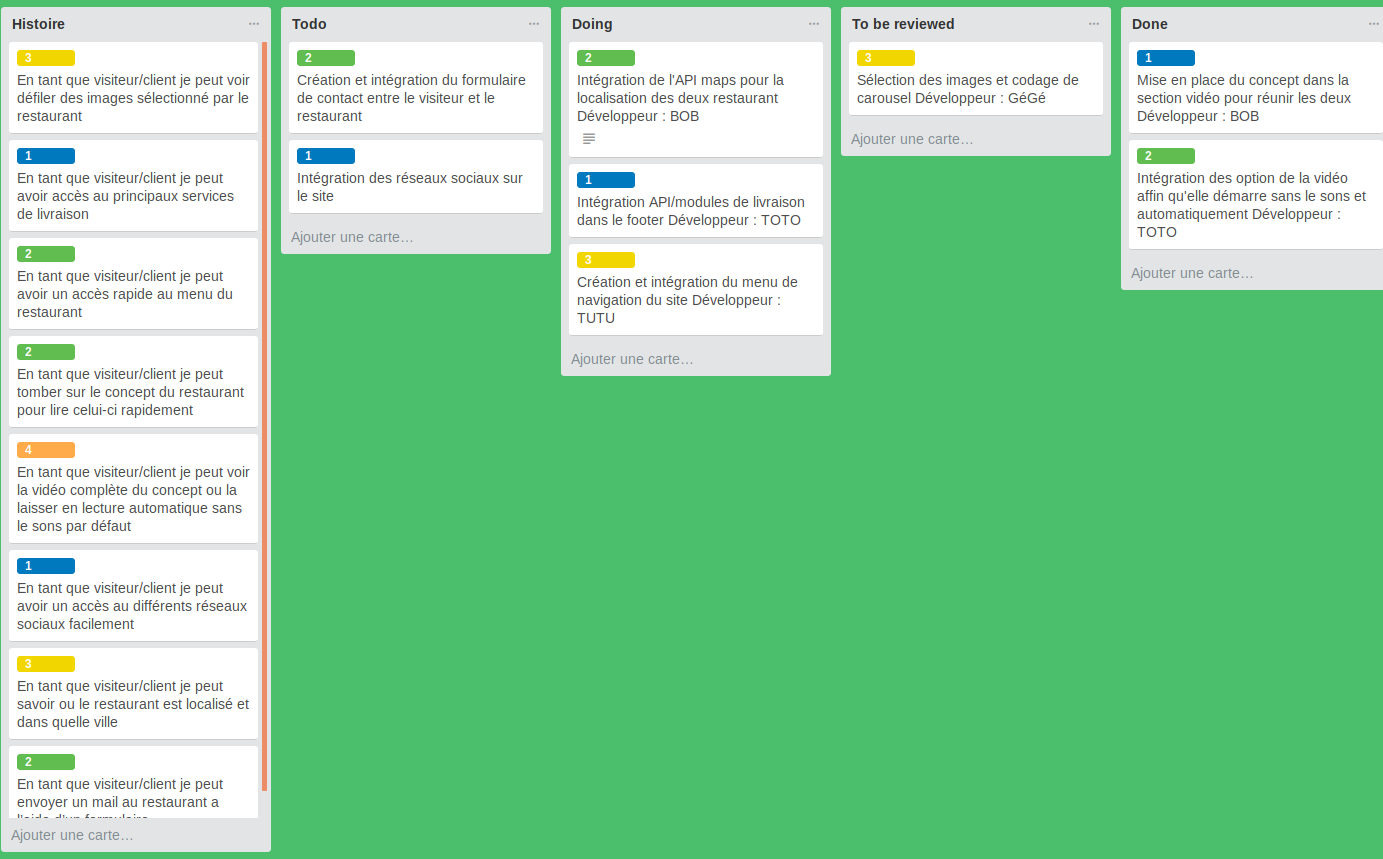 Histoire
3
En tant que visiteur/client je peut voir
défiler des images sélectionné par le
restaurant
1
En tant que visiteur/client je peut
avoir accès au principaux services
de livraison
2
En tant que visiteur/client je peut
avoir un accès rapide au menu du
restaurant
2
En tant que visiteur/client je peut
tomber sur le concept du restaurant
pour lire celui-ci rapidement
4
En tant que visiteur/client je peut voir
la vidéo complète du concept ou la
laisser en lecture automatique sans
le sons par défaut
1
En tant que visiteur/client je peut
avoir un accès au différents réseaux
sociaux facilement
3
En tant que visiteur/client je peut
savoir ou le restaurant est localisé et
dans quelle ville
2
En tant que visiteur/client je peut
envoyer un mail au restaurant a
l'aide d'un formulaire
Ajouter une carte…
Todo
2
Création et intégration du formulaire
de contact entre le visiteur et le
restaurant
1
Intégration des réseaux sociaux sur
le site
Ajouter une carte…
Doing
2
Intégration de l'API maps pour la
localisation des deux restaurant
Développeur : BOB
1
Intégration API/modules de livraison
dans le footer Développeur : TOTO
3
Création et intégration du menu de
navigation du site Développeur :
TUTU
Ajouter une carte…
To be reviewed
3
Sélection des images et codage de
carousel Développeur : GéGé
Ajouter une carte…
Done
1
Mise en place du concept dans la
section vidéo pour réunir les deux
Développeur : BOB
2
Intégration des option de la vidéo
affin qu'elle démarre sans le sons et
automatiquement Développeur :
TOTO
Ajouter une carte…